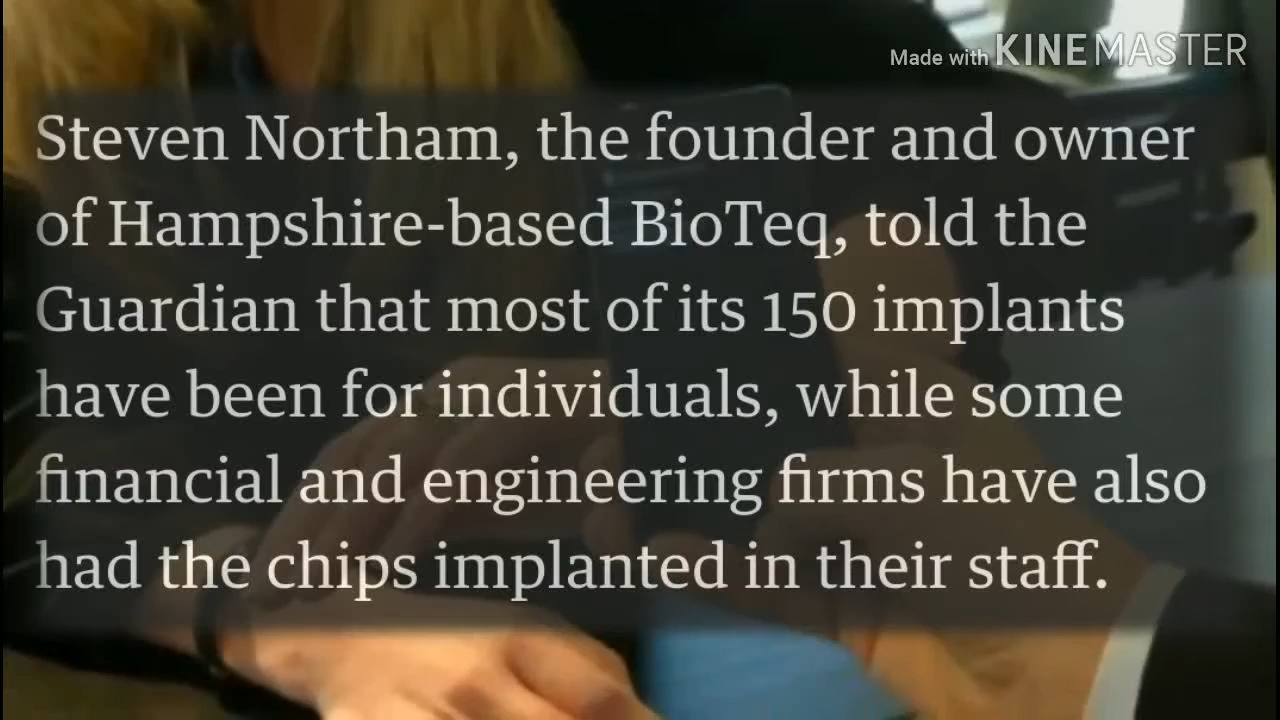 Made with KINEMASTER
Steven Northam, the founder and owner
of Hampshire-based BioTeq, told the
Guardian that most of its 150 implants
have been for individuals, while some
financial and engineering firms have also
had the chips implanted in their staff.